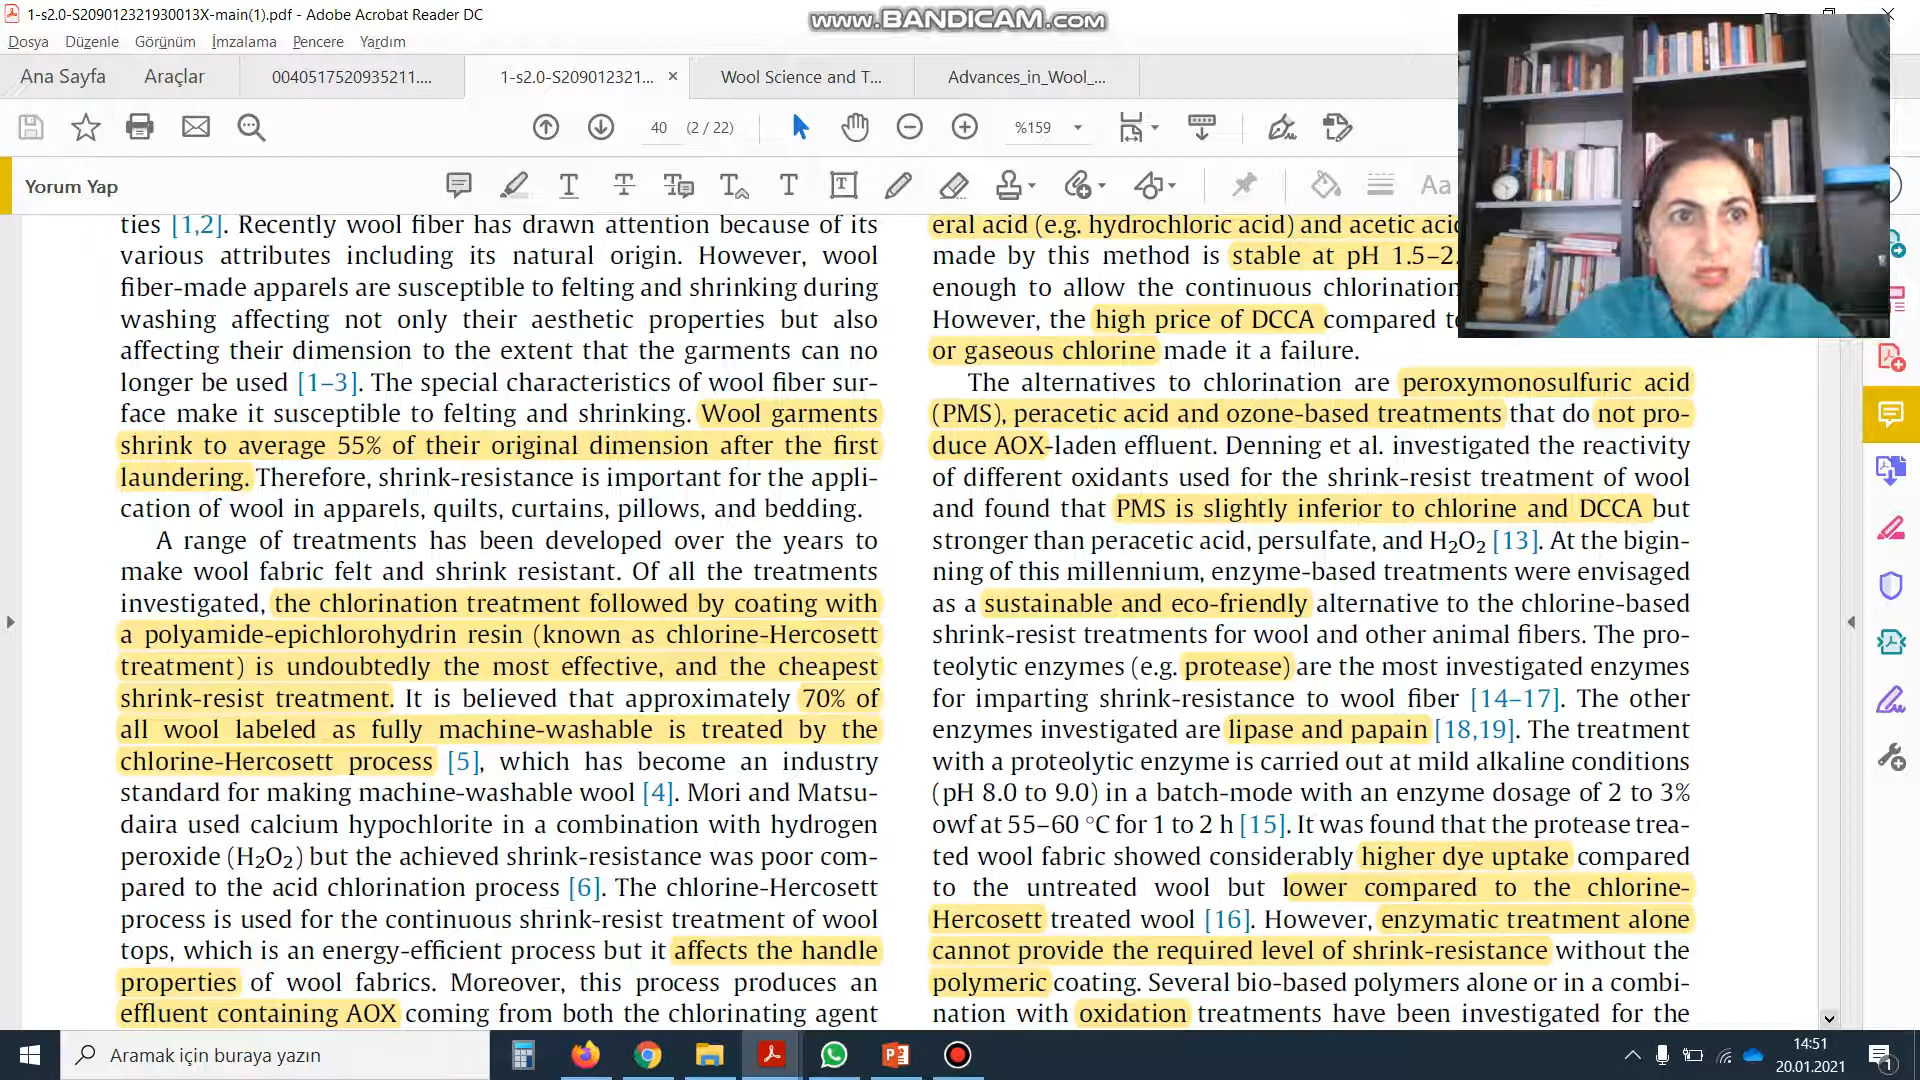 1-s2.0-S209012321930013X-main(1).pdf - Adobe Acrobat Reader DC
www.BANDICAM.com
Dosya Düzenle Görünüm İmzalama Pencere Yardım
Ana Sayfa Araçlar 0040517520935211.... 1-s2.0-S209012321... Wool Science and T... Advances_in_Wool_...
40 (2 / 22) %159
Yorum Yap
Aa
ties [1,2]. Recently wool fiber has drawn attention because of its
various attributes including its natural origin. However, wool
fiber-made apparels are susceptible to felting and shrinking during
washing affecting not only their aesthetic properties but also
affecting their dimension to the extent that the garments can no
longer be used [1–3]. The special characteristics of wool fiber sur-
face make it susceptible to felting and shrinking. Wool garments
shrink to average 55% of their original dimension after the first
laundering. Therefore, shrink-resistance is important for the appli-
cation of wool in apparels, quilts, curtains, pillows, and bedding.
A range of treatments has been developed over the years to
make wool fabric felt and shrink resistant. Of all the treatments
investigated, the chlorination treatment followed by coating with
a polyamide-epichlorohydrin resin (known as chlorine-Hercosett
treatment) is undoubtedly the most effective, and the cheapest
shrink-resist treatment. It is believed that approximately 70% of
all wool labeled as fully machine-washable is treated by the
chlorine-Hercosett process [5], which has become an industry
standard for making machine-washable wool [4]. Mori and Matsu-
daira used calcium hypochlorite in a combination with hydrogen
peroxide (H₂O₂) but the achieved shrink-resistance was poor com-
pared to the acid chlorination process [6]. The chlorine-Hercosett
process is used for the continuous shrink-resist treatment of wool
tops, which is an energy-efficient process but it affects the handle
properties of wool fabrics. Moreover, this process produces an
effluent containing AOX coming from both the chlorinating agent
eral acid (e.g. hydrochloric acid) and acetic
made by this method is stable at pH 1.5–2.
enough to allow the continuous chlorination
However, the high price of DCCA compared
or gaseous chlorine made it a failure.
The alternatives to chlorination are peroxymonosulfuric acid
(PMS), peracetic acid and ozone-based treatments that do not pro-
duce AOX-laden effluent. Denning et al. investigated the reactivity
of different oxidants used for the shrink-resist treatment of wool
and found that PMS is slightly inferior to chlorine and DCCA but
stronger than peracetic acid, persulfate, and H₂O₂ [13]. At the bigin-
ning of this millennium, enzyme-based treatments were envisaged
as a sustainable and eco-friendly alternative to the chlorine-based
shrink-resist treatments for wool and other animal fibers. The pro-
teolytic enzymes (e.g. protease) are the most investigated enzymes
for imparting shrink-resistance to wool fiber [14–17]. The other
enzymes investigated are lipase and papain [18,19]. The treatment
with a proteolytic enzyme is carried out at mild alkaline conditions
(pH 8.0 to 9.0) in a batch-mode with an enzyme dosage of 2 to 3%
owf at 55–60 °C for 1 to 2 h [15]. It was found that the protease trea-
ted wool fabric showed considerably higher dye uptake compared
to the untreated wool but lower compared to the chlorine-
Hercosett treated wool [16]. However, enzymatic treatment alone
cannot provide the required level of shrink-resistance without the
polymeric coating. Several bio-based polymers alone or in a combi-
nation with oxidation treatments have been investigated for the
Aramak için buraya yazın
14:51
20.01.2021
1